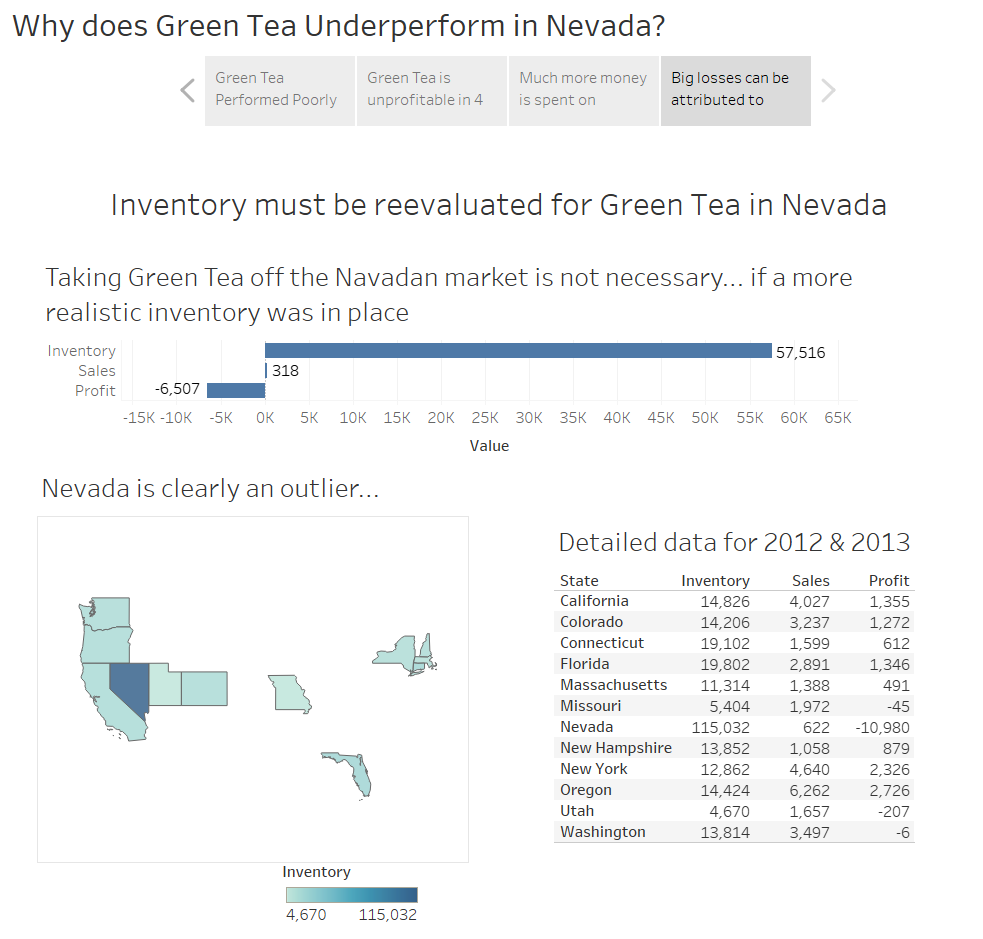 Why does Green Tea Underperform in Nevada?
Green Tea
Performed Poorly
Green Tea is
unprofitable in 4
Much more money
is spent on
Big losses can be
attributed to
Inventory must be reevaluated for Green Tea in Nevada
Taking Green Tea off the Navadan market is not necessary... if a more
realistic inventory was in place
Inventory 57,516
Sales 318
Profit -6,507
-15K -10K -5K 0K 5K 10K 15K 20K 25K 30K 35K 40K 45K 50K 55K 60K 65K
Value
Nevada is clearly an outlier...
Detailed data for 2012 & 2013
State Inventory Sales Profit
California 14,826 4,027 1,355
Colorado 14,206 3,237 1,272
Connecticut 19,102 1,599 612
Florida 19,802 2,891 1,346
Massachusetts 11,314 1,388 491
Missouri 5,404 1,972 -45
Nevada 115,032 622 -10,980
New Hampshire 13,852 1,058 879
New York 12,862 4,640 2,326
Oregon 14,424 6,262 2,726
Utah 4,670 1,657 -207
Washington 13,814 3,497 -6
Inventory
4,670 115,032